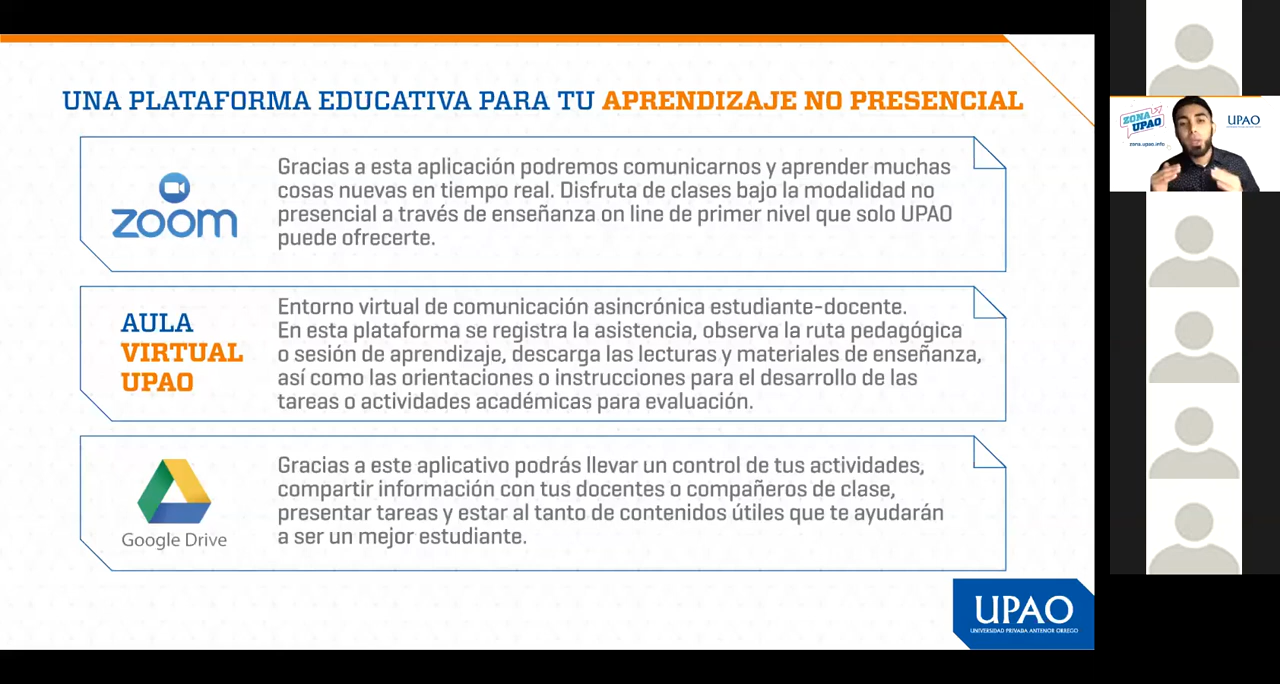 UNA PLATAFORMA EDUCATIVA PARA TU APRENDIZAJE NO PRESENCIAL
zoom
Gracias a esta aplicación podremos comunicarnos y aprender muchas
cosas nuevas en tiempo real. Disfruta de clases bajo la modalidad no
presencial a través de enseñanza on line de primer nivel que solo UPAO
puede ofrecerte.
AULA
VIRTUAL
UPAO
Entorno virtual de comunicación asincrónica estudiante-docente.
En esta plataforma se registra la asistencia, observa la ruta pedagógica
o sesión de aprendizaje, descarga las lecturas y materiales de enseñanza,
así como las orientaciones o instrucciones para el desarrollo de las
tareas o actividades académicas para evaluación.
Google Drive
Gracias a este aplicativo podrás llevar un control de tus actividades,
compartir información con tus docentes o compañeros de clase,
presentar tareas y estar al tanto de contenidos útiles que te ayudarán
a ser un mejor estudiante.
UPAO
UNIVERSIDAD PRIVADA ANTENOR ORREGO
ZONA
UPAO
zona.upao.info
UPAO